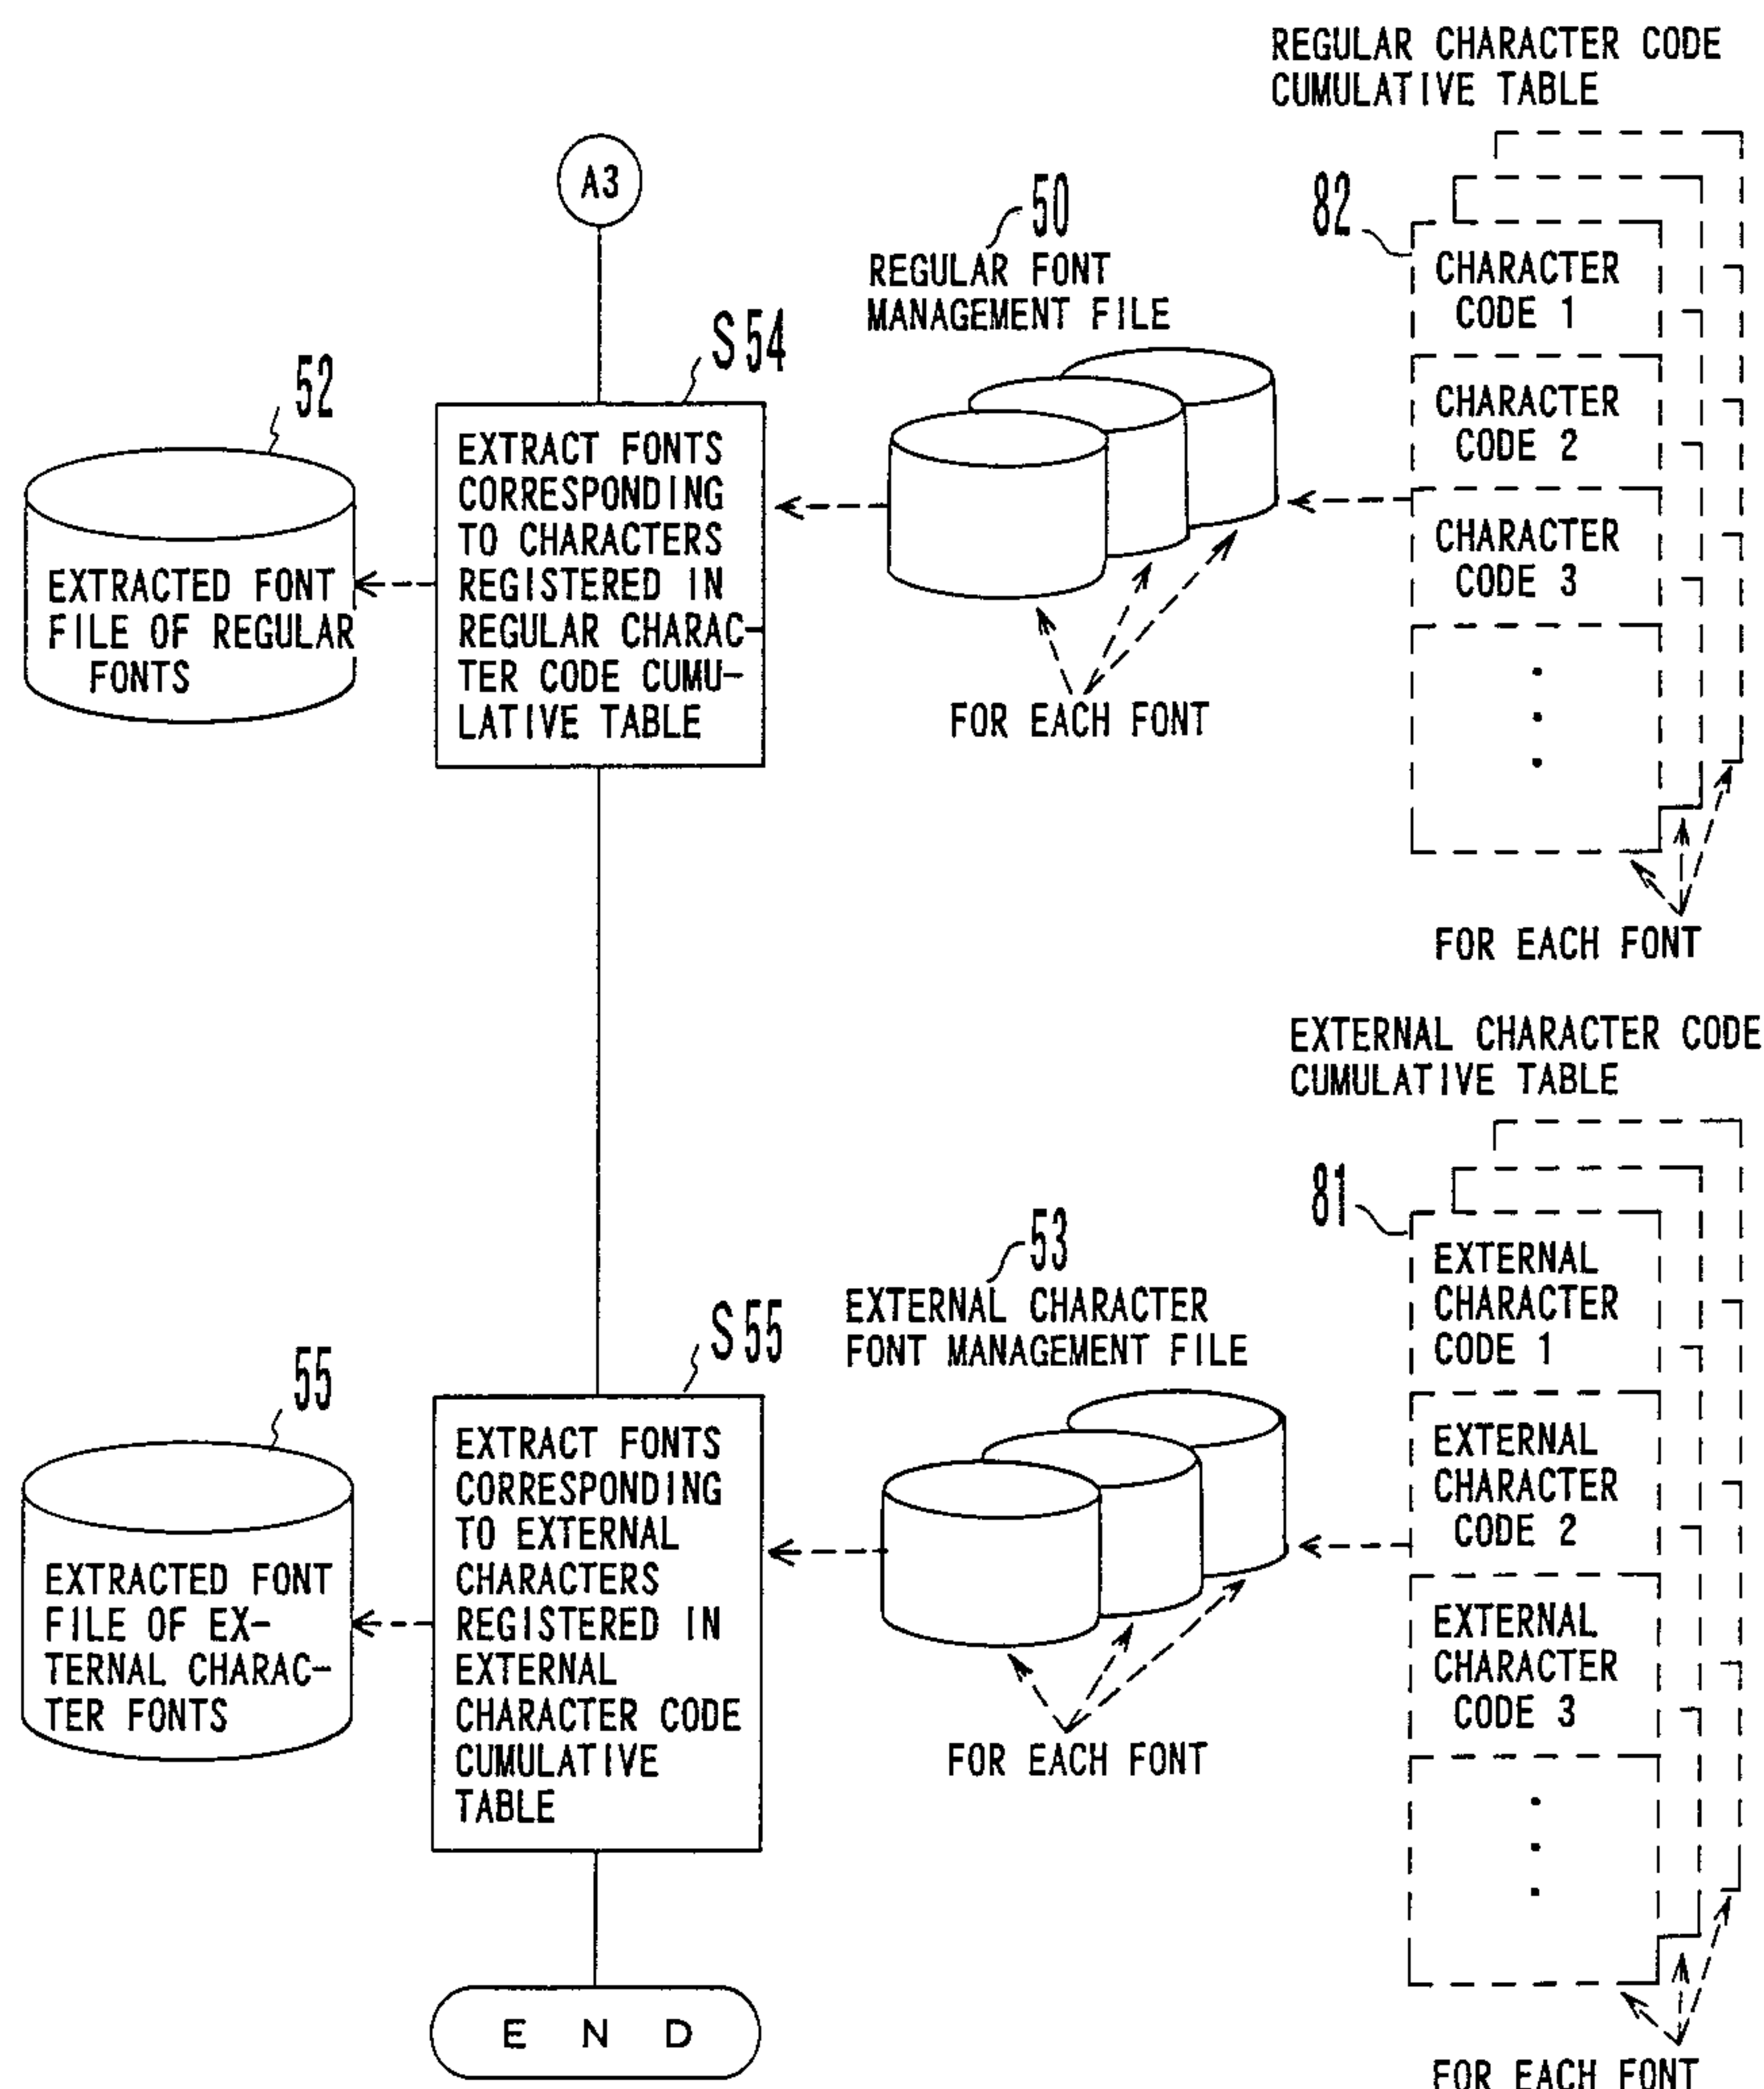 REGULAR CHARACTER CODE
CUMULATIVE TABLE
A3
50
REGULAR FONT
MANAGEMENT FILE
82
CHARACTER
CODE 1
CHARACTER
CODE 2
CHARACTER
CODE 3
FOR EACH FONT
S54
EXTRACT FONTS
CORRESPONDING
TO CHARACTERS
REGISTERED IN
REGULAR CHARAC-
TER CODE CUMU-
LATIVE TABLE
52
EXTRACTED FONT
FILE OF REGULAR
FONTS
FOR EACH FONT
EXTERNAL CHARACTER CODE
CUMULATIVE TABLE
81
EXTERNAL
CHARACTER
CODE 1
EXTERNAL
CHARACTER
CODE 2
EXTERNAL
CHARACTER
CODE 3
FOR EACH FONT
53
EXTERNAL CHARACTER
FONT MANAGEMENT FILE
FOR EACH FONT
S55
EXTRACT FONTS
CORRESPONDING
TO EXTERNAL
CHARACTERS
REGISTERED IN
EXTERNAL
CHARACTER CODE
CUMULATIVE
TABLE
55
EXTRACTED FONT
FILE OF EX-
TERNAL CHARAC-
TER FONTS
END